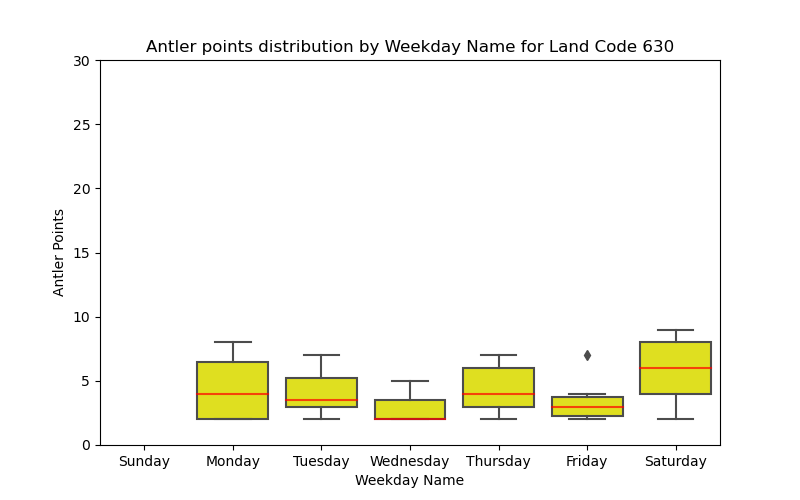 Antler points distribution by Weekday Name for Land Code 630
30
25
20
15
10
5
0
Antler Points
Sunday Monday Tuesday Wednesday Thursday Friday Saturday
Weekday Name